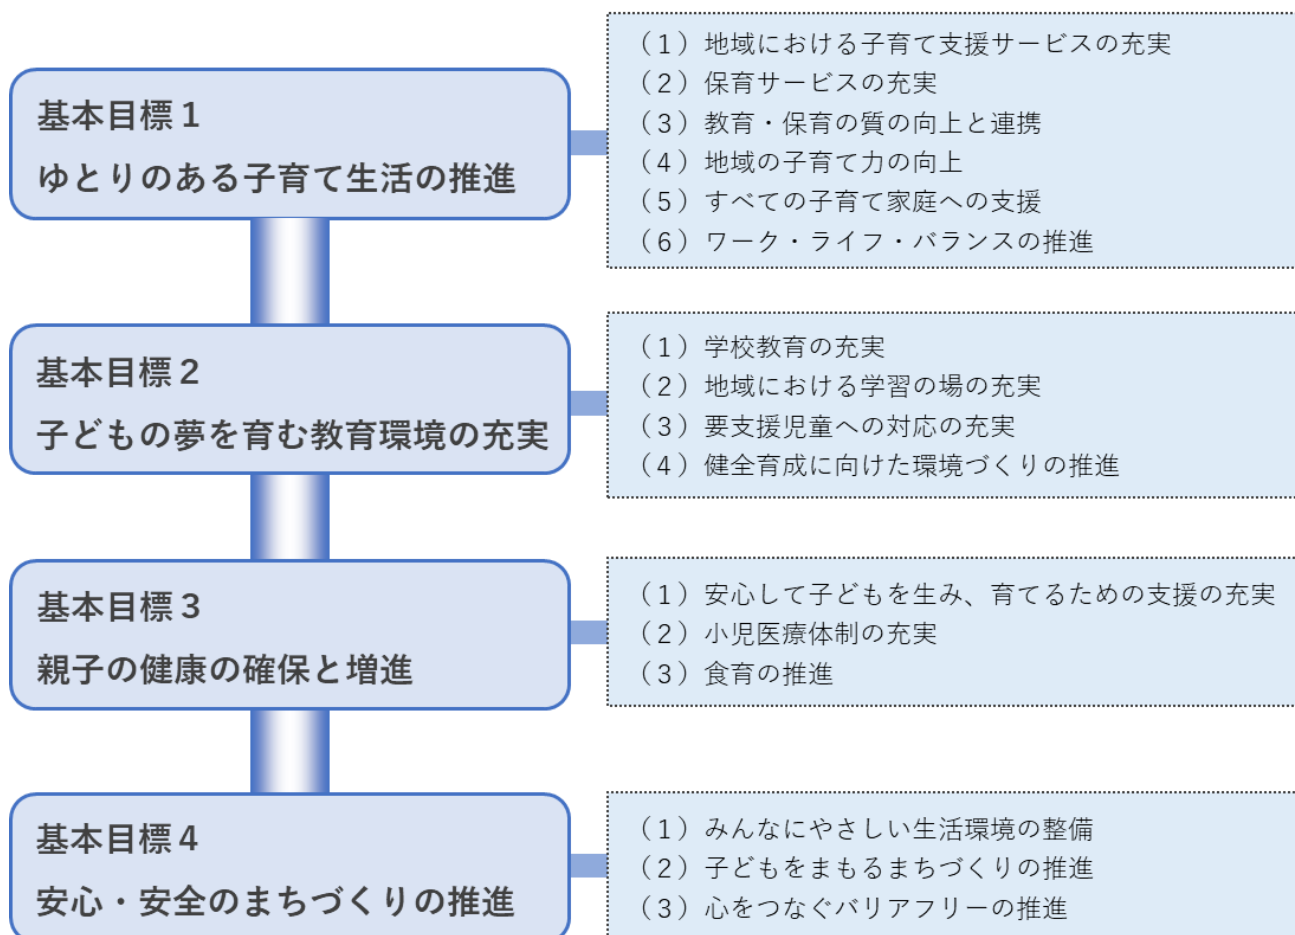 基本目標１
ゆとりのある子育て生活の推進
（１）地域における子育て支援サービスの充実
（２）保育サービスの充実
（３）教育・保育の質の向上と連携
（４）地域の子育て力の向上
（５）すべての子育て家庭への支援
（６）ワーク・ライフ・バランスの推進
基本目標２
子どもの夢を育む教育環境の充実
（１）学校教育の充実
（２）地域における学習の場の充実
（３）要支援児童への対応の充実
（４）健全育成に向けた環境づくりの推進
基本目標３
親子の健康の確保と増進
（１）安心して子どもを生み、育てるための支援の充実
（２）小児医療体制の充実
（３）食育の推進
基本目標４
安心・安全のまちづくりの推進
（１）みんなにやさしい生活環境の整備
（２）子どもをまもるまちづくりの推進
（３）心をつなぐバリアフリーの推進